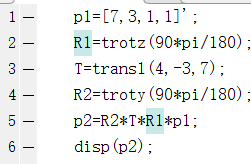 1 — p1=[7,3,1,1]';
2 — R1=trotz(90*pi/180);
3 — T=transl(4,-3,7);
4 — R2=troty(90*pi/180);
5 — p2=R2*T*R1*p1;
6 — disp(p2);